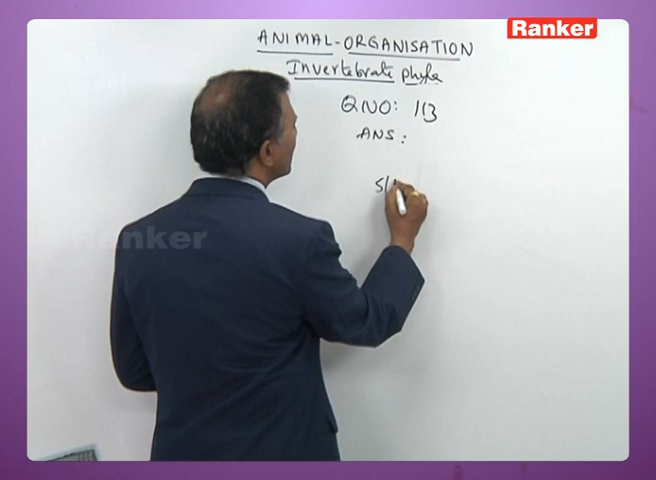 Ranker
ANIMAL-ORGANISATION
Invertebrate phyla
QNO: 113
ANS:
Ranker